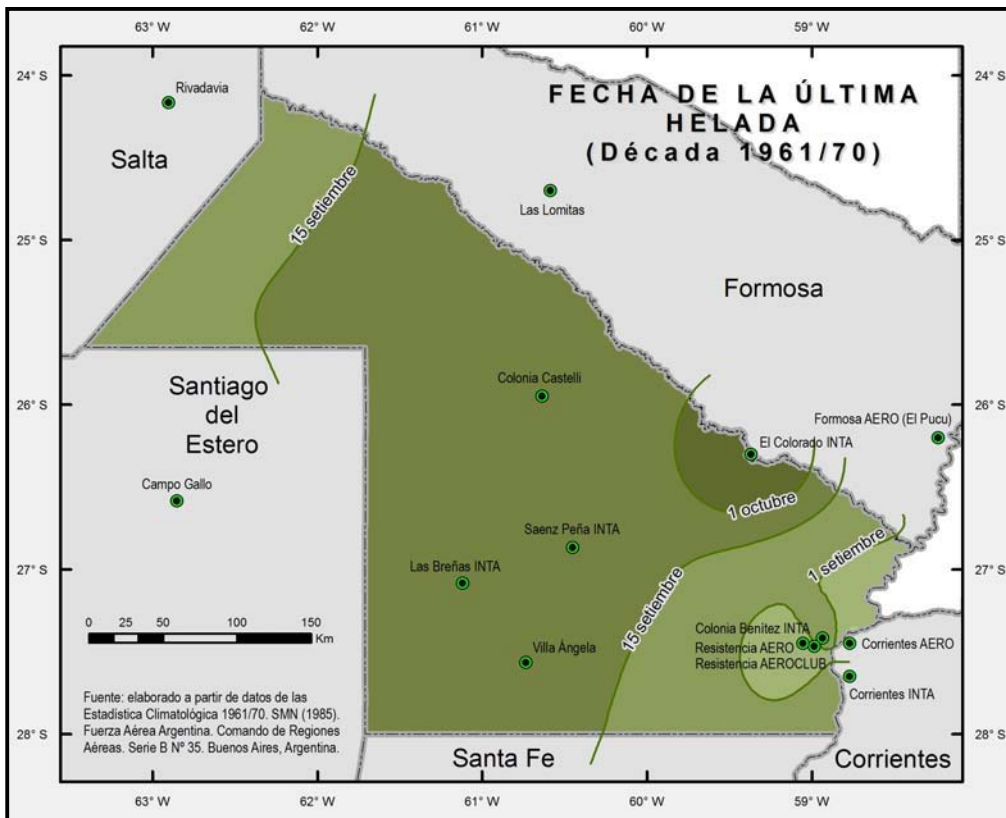 63° W 62° W 61° W 60° W 59° W
24° S 24° S
FECHA DE LA ÚLTIMA
HELADA
(Década 1961/70)
Rivadavia
Salta
Las Lomitas
15 setiembre
25° S 25° S
Formosa
Colonia Castelli
Santiago
del
Estero
26° S 26° S
Formosa AERO (El Pucu)
El Colorado INTA
Campo Gallo
1 octubre
Saenz Peña INTA
Las Breñas INTA
27° S 27° S
1 setiembre
15 setiembre
0 25 50 100 150
Km
Colonia Benítez INTA
Resistencia AERO
Resistencia AEROCLUB
Corrientes AERO
Corrientes INTA
Villa Ángela
Fuente: elaborado a partir de datos de las
Estadística Climatológica 1961/70. SMN (1985).
Fuerza Aérea Argentina. Comando de Regiones
Aéreas. Serie B Nº 35. Buenos Aires, Argentina.
28° S 28° S
Santa Fe
Corrientes
63° W 62° W 61° W 60° W 59° W